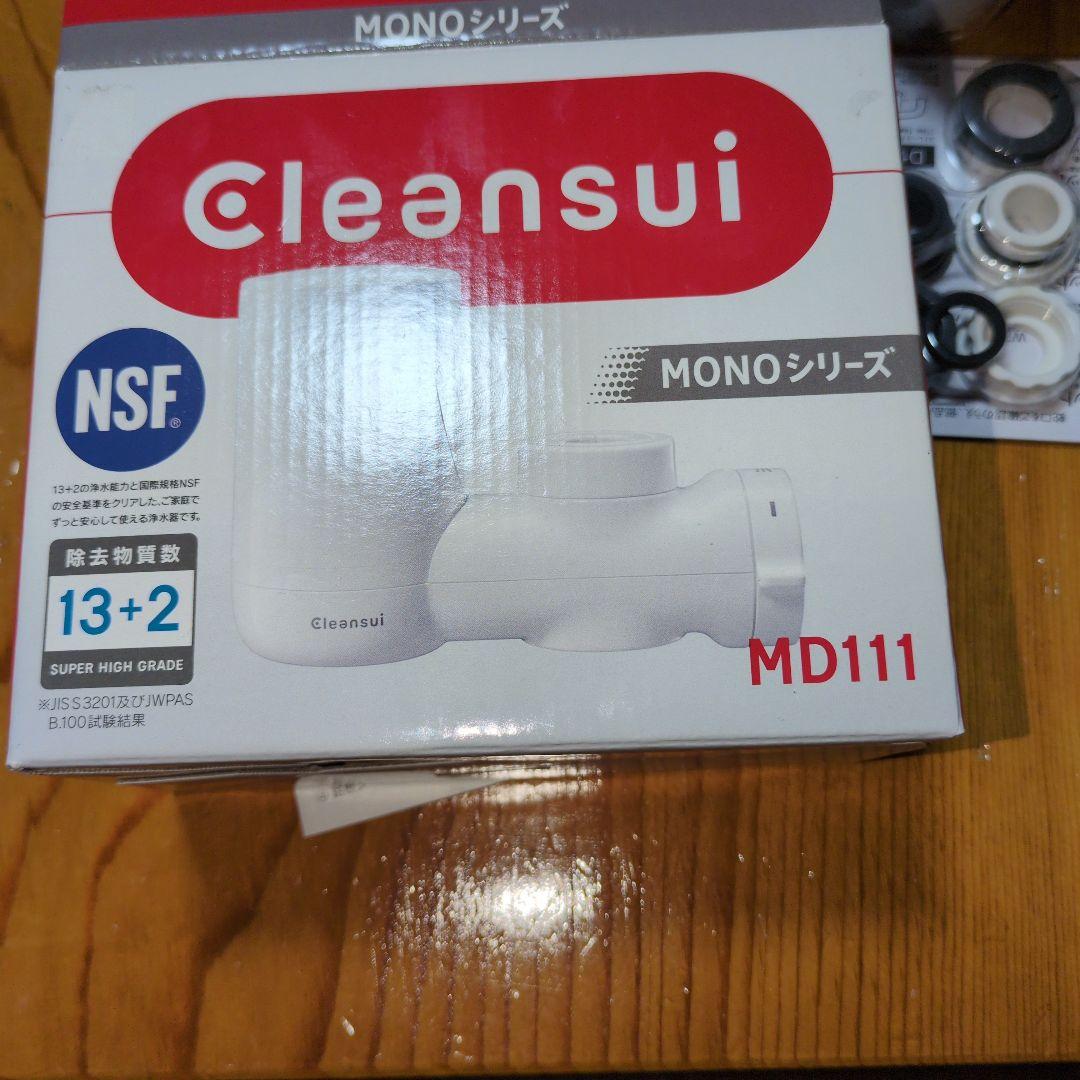 MONOシリーズ
Cleansui
MONOシリーズ
NSF®
13+2の浄水能力と国際規格NSF
の安全基準をクリアした、ご家庭で
ずっと安心して使える浄水器です。
除去物質数
13+2
SUPER HIGH GRADE
※JIS S 3201及びJWPAS
B.100試験結果
Cleansui
MD111